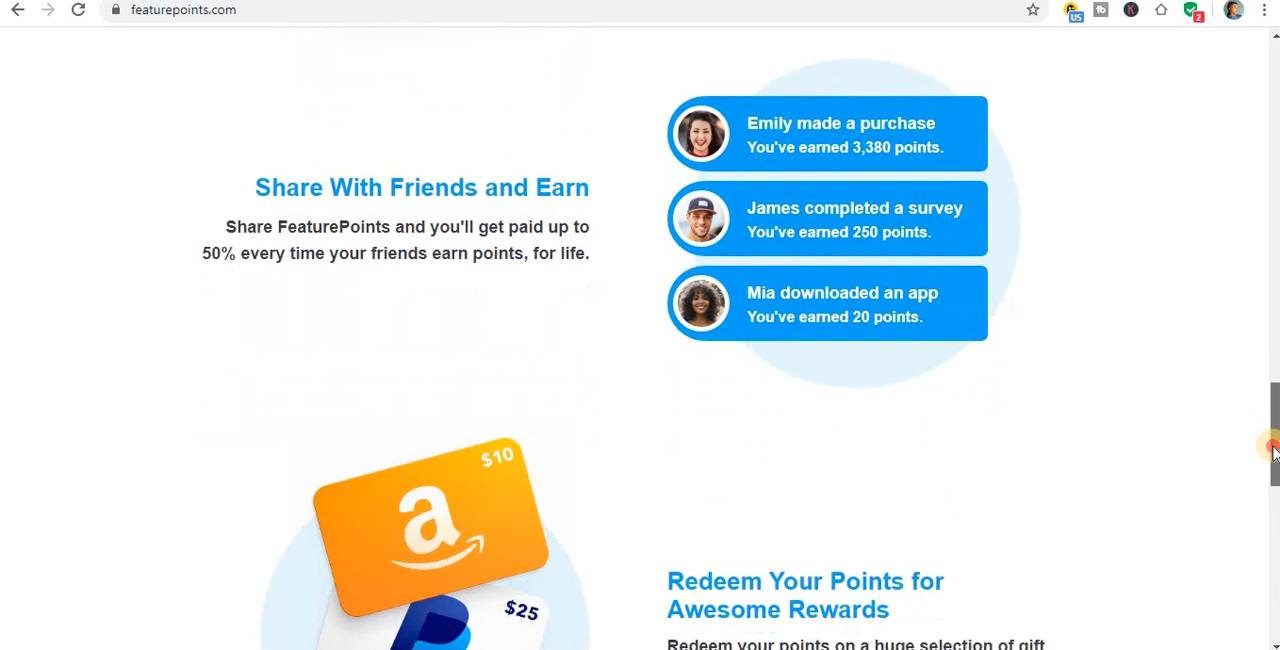 featurepoints.com
US
tb
K
2
Emily made a purchase
You've earned 3,380 points.
James completed a survey
You've earned 250 points.
Mia downloaded an app
You've earned 20 points.
Share With Friends and Earn
Share FeaturePoints and you'll get paid up to
50% every time your friends earn points, for life.
$10
a
$25
Redeem Your Points for
Awesome Rewards
Redeem your points on a huge selection of gift